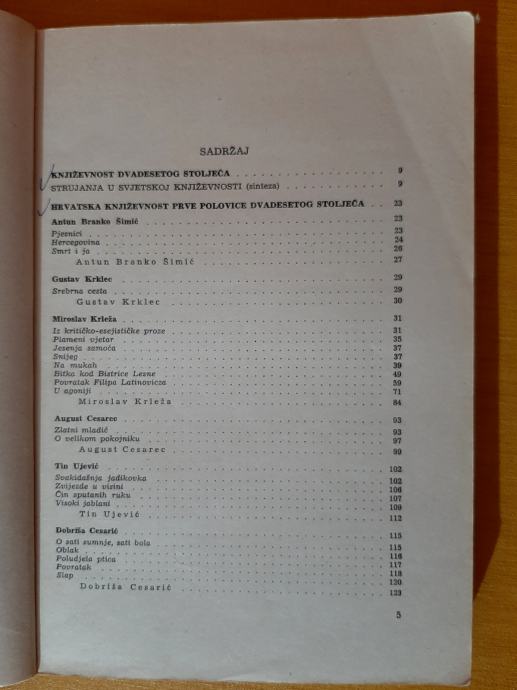 SADRŽAJ
KNJIŽEVNOST DVADESETOG STOLJEĆA . . . . . . . . . . . . 9
STRUJANJA U SVJETSKOJ KNJIŽEVNOSTI (sinteza) . . . . . . . . 9
HRVATSKA KNJIŽEVNOST PRVE POLOVICE DVADESETOG STOLJEĆA . . . 23
Antun Branko Šimić . . . . . . . . . . . . 23
Pjesnici . . . . . . . . . . . . 23
Hercegovina . . . . . . . . . . . . 24
Smrt i ja . . . . . . . . . . . . 26
Antun Branko Šimić . . . . . . . . . . . . 27
Gustav Krklec . . . . . . . . . . . . 29
Srebrna cesta . . . . . . . . . . . . 29
Gustav Krklec . . . . . . . . . . . . 30
Miroslav Krleža . . . . . . . . . . . . 31
Iz kritičko-esejističke proze . . . . . . . . . . . . 31
Plameni vjetar . . . . . . . . . . . . 35
Jesenja samoća . . . . . . . . . . . . 37
Snijeg . . . . . . . . . . . . 37
Na mukah . . . . . . . . . . . . 39
Bitka kod Bistrice Lesne . . . . . . . . . . . . 49
Povratak Filipa Latinovicza . . . . . . . . . . . . 59
U agoniji . . . . . . . . . . . . 71
Miroslav Krleža . . . . . . . . . . . . 84
August Cesarec . . . . . . . . . . . . 93
Zlatni mladić . . . . . . . . . . . . 93
O velikom pokojniku . . . . . . . . . . . . 97
August Cesarec . . . . . . . . . . . . 99
Tin Ujević . . . . . . . . . . . . 102
Svakidašnja jadikovka . . . . . . . . . . . . 102
Zvijezde u visini . . . . . . . . . . . . 106
Čin sputanih ruku . . . . . . . . . . . . 107
Visoki jablani . . . . . . . . . . . . 109
Tin Ujević . . . . . . . . . . . . 112
Dobriša Cesarić . . . . . . . . . . . . 115
O sati sumnje, sati bola . . . . . . . . . . . . 115
Oblak . . . . . . . . . . . . 116
Poludjela ptica . . . . . . . . . . . . 117
Povratak . . . . . . . . . . . . 118
Slap . . . . . . . . . . . . 120
Dobriša Cesarić . . . . . . . . . . . . 123
5